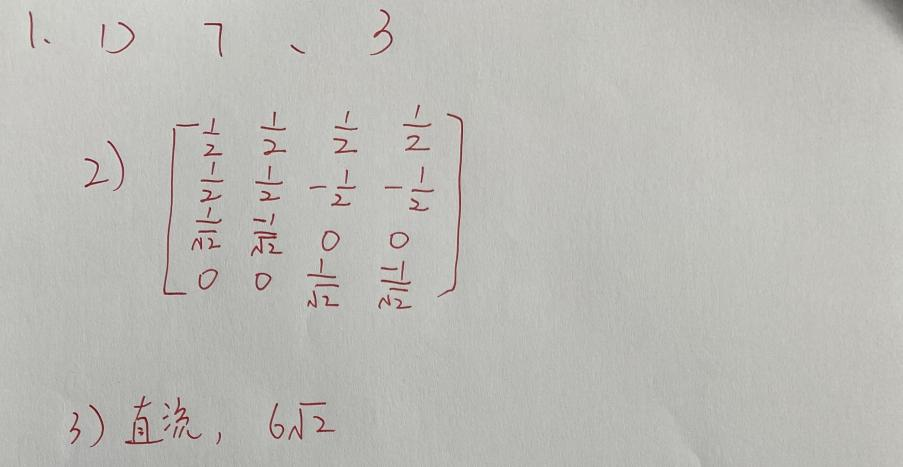 1. 1) 7 、 3
2) [ 1/2 1/2 1/2 1/2
1/2 1/2 -1/2 -1/2
1/√2 -1/√2 0 0
0 0 1/√2 -1/√2 ]
3) 直流, 6√2